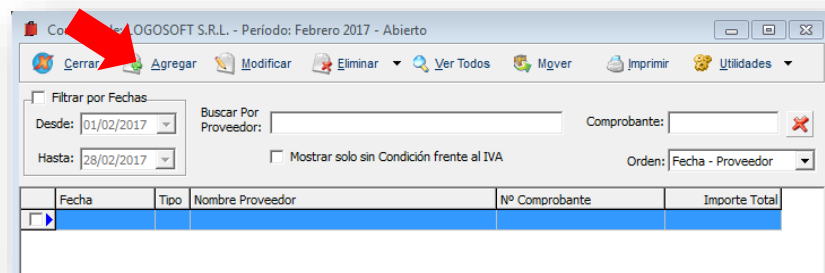 LOGOSOFT S.R.L. - Período: Febrero 2017 - Abierto
Cerrar Agregar Modificar Eliminar Ver Todos Mover Imprimir Utilidades
Filtrar por Fechas
Desde: 01/02/2017
Buscar Por Proveedor:
Comprobante:
Hasta: 28/02/2017
Mostrar solo sin Condición frente al IVA
Orden: Fecha - Proveedor
Fecha Tipo Nombre Proveedor Nº Comprobante Importe Total